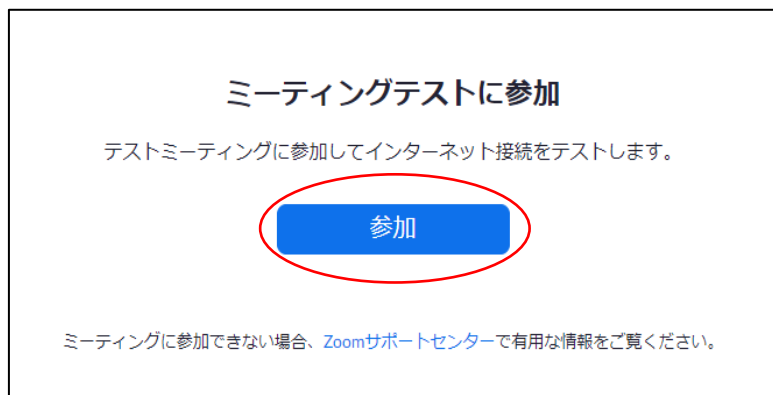 ミーティングテストに参加
テストミーティングに参加してインターネット接続をテストします。
参加
ミーティングに参加できない場合、Zoomサポートセンターで有用な情報をご覧ください。